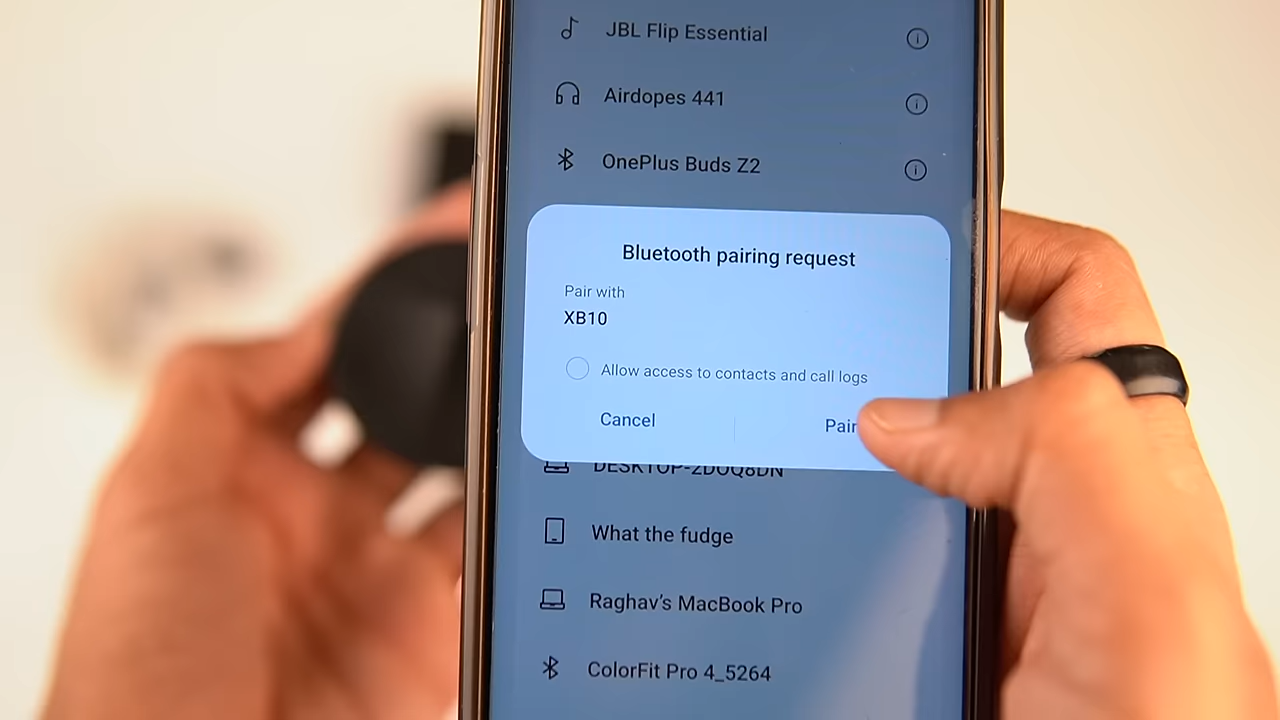 JBL Flip Essential
Airdopes 441
OnePlus Buds Z2
Bluetooth pairing request
Pair with
XB10
Allow access to contacts and call logs
Cancel
Pair
What the fudge
Raghav's MacBook Pro
ColorFit Pro 4_5264